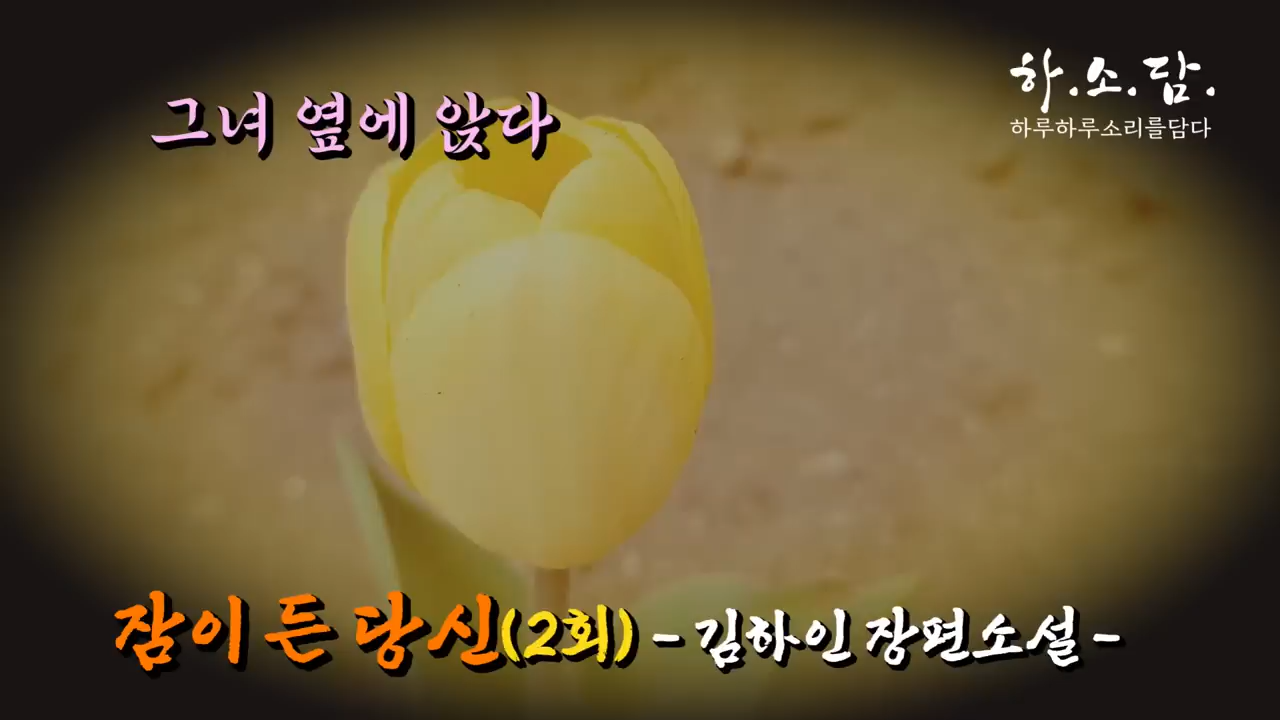 그녀 옆에 앉다
하.소.담.
하루하루소리를담다
잠이 든 당신(2회) - 김하인 장편소설 -